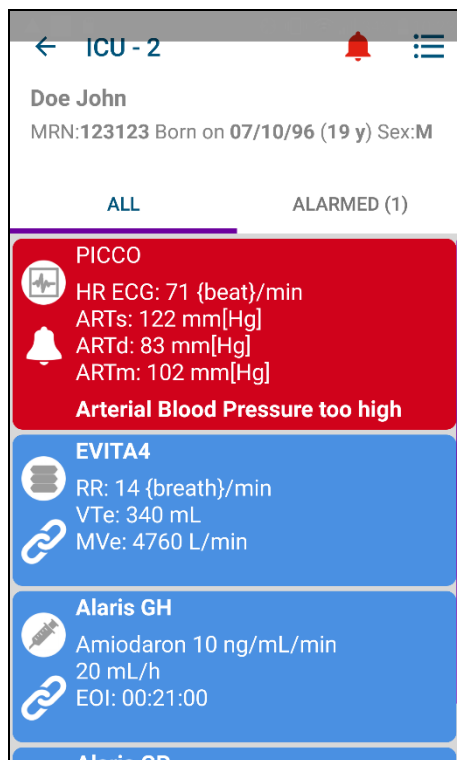 ICU - 2
Doe John
MRN:123123 Born on 07/10/96 (19 y) Sex:M
ALL
ALARMED (1)
PICCO
HR ECG: 71 {beat}/min
ARTs: 122 mm[Hg]
ARTd: 83 mm[Hg]
ARTm: 102 mm[Hg]
Arterial Blood Pressure too high
EVITA4
RR: 14 {breath}/min
VTe: 340 mL
MVe: 4760 L/min
Alaris GH
Amiodaron 10 ng/mL/min
20 mL/h
EOI: 00:21:00